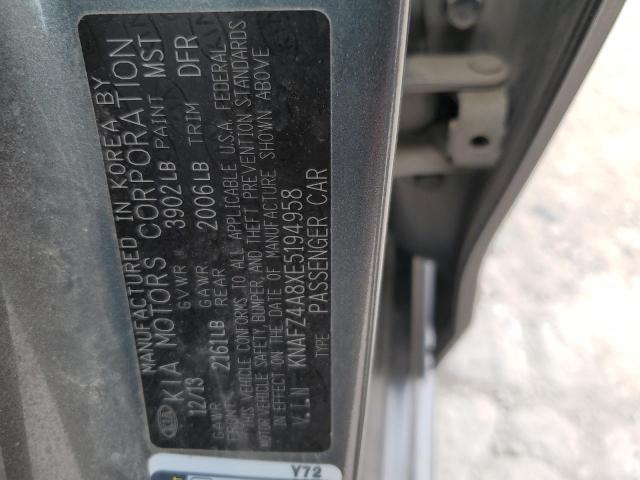 MANUFACTURED IN KOREA BY
KIA KIA MOTORS CORPORATION
12/13 GVWR 3902LB PAINT MST
GAWR FRONT 2161LB GAWR REAR 2006LB TRIM DFR
THIS VEHICLE CONFORMS TO ALL APPLICABLE U.S.A. FEDERAL
MOTOR VEHICLE SAFETY, BUMPER, AND THEFT PREVENTION STANDARDS
IN EFFECT ON THE DATE OF MANUFACTURE SHOWN ABOVE
V.I.N : KNAFZ4A8XE5194958
TYPE : PASSENGER CAR
Y72